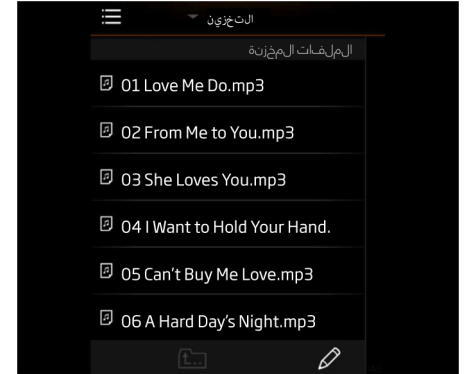 التخزين
الملفات المخزنة
01 Love Me Do.mp3
02 From Me to You.mp3
03 She Loves You.mp3
04 I Want to Hold Your Hand.
05 Can't Buy Me Love.mp3
06 A Hard Day's Night.mp3
t...